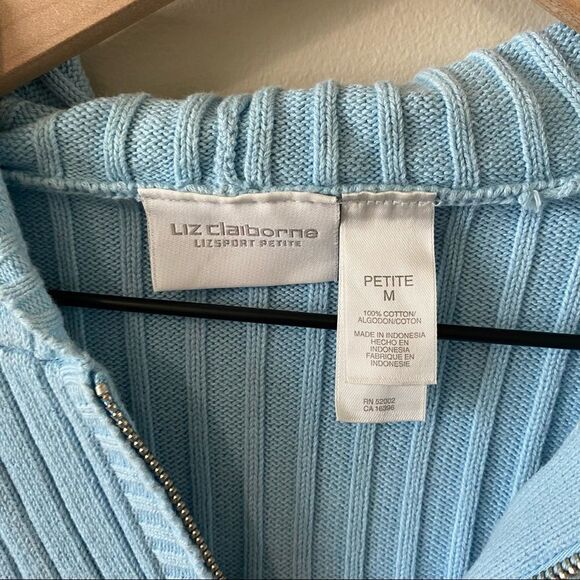 Liz claiborne
LIZSPORT PETITE
PETITE
M
100% COTTON/
ALGODON/COTON
MADE IN INDONESIA
HECHO EN
INDONESIA
FABRIQUE EN
INDONESIE
RN 52002
CA 16396